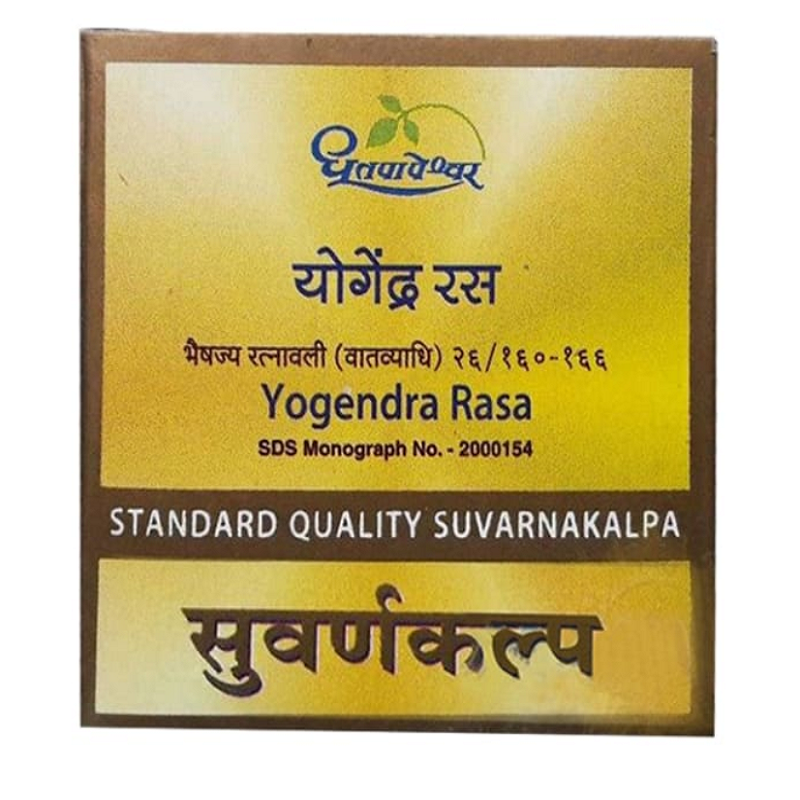 धूतपापेश्वर
योगेंद्र रस
भैषज्य रत्नावली (वातव्याधि) २६/१६०-१६६
Yogendra Rasa
SDS Monograph No. - 2000154
STANDARD QUALITY SUVARNAKALPA
सुवर्णकल्प